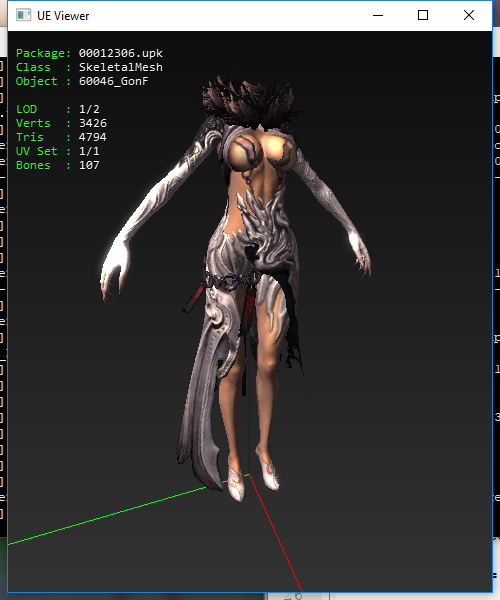 UE Viewer
Package: 00012306.upk
Class : SkeletalMesh
Object : 60046_GonF
LOD : 1/2
Verts : 3426
Tris : 4794
UV Set : 1/1
Bones : 107